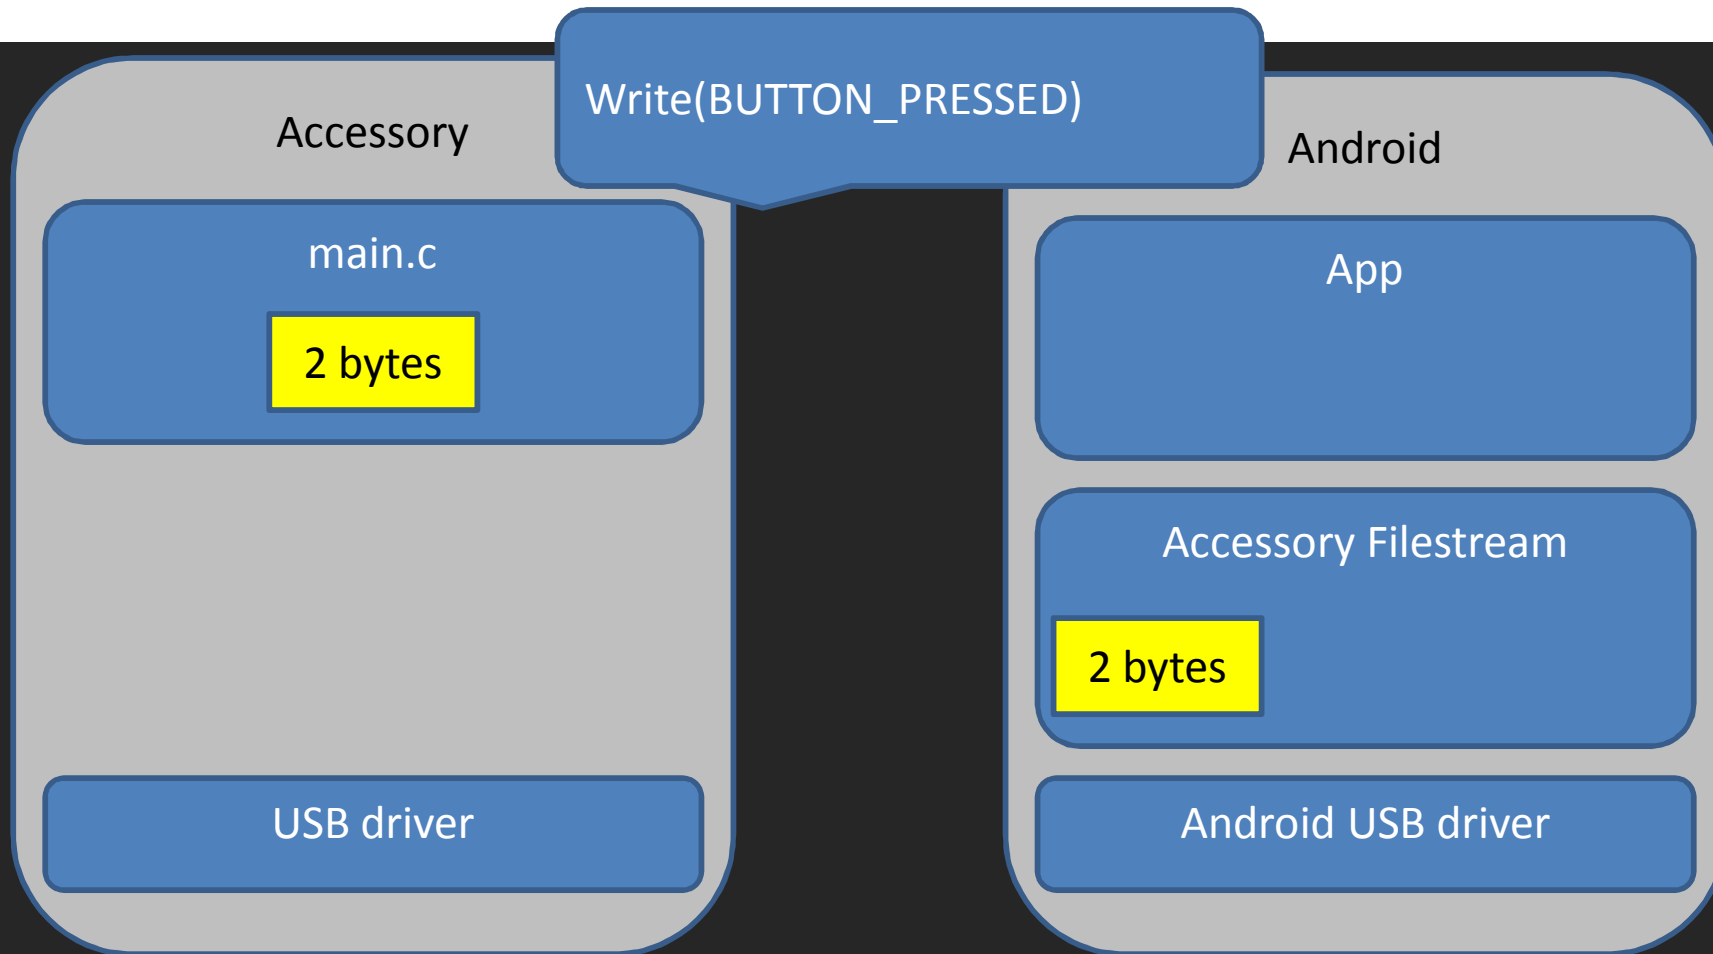 Write(BUTTON_PRESSED)
Accessory
main.c
2 bytes
USB driver
Android
App
Accessory Filestream
2 bytes
Android USB driver